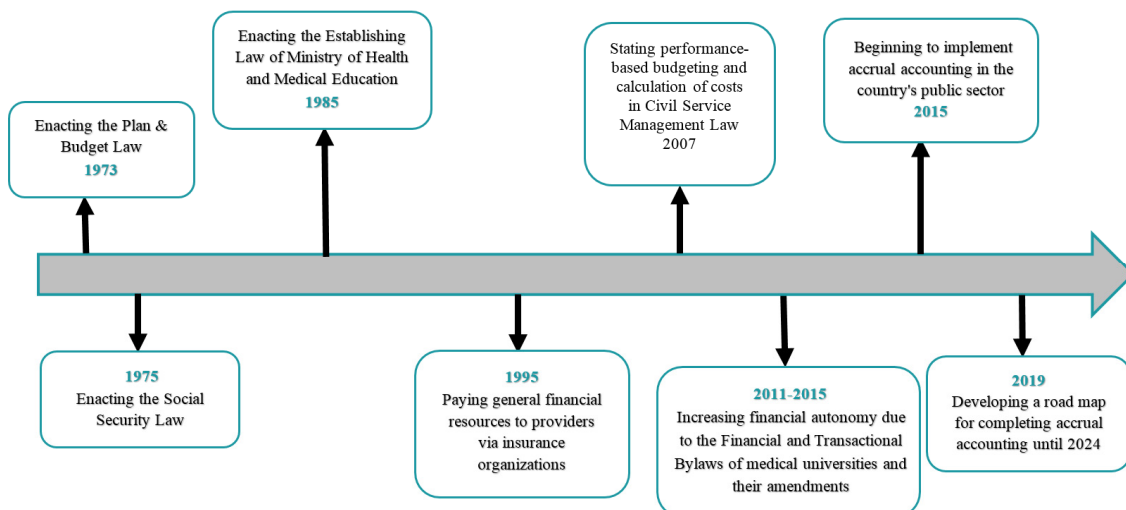 Enacting the Plan &
Budget Law
1973
Enacting the Establishing
Law of Ministry of Health
and Medical Education
1985
Stating performance-
based budgeting and
calculation of costs
in Civil Service
Management Law
2007
Beginning to implement
accrual accounting in the
country's public sector
2015
1975
Enacting the Social
Security Law
1995
Paying general financial
resources to providers
via insurance
organizations
2011-2015
Increasing financial autonomy due
to the Financial and Transactional
Bylaws of medical universities and
their amendments
2019
Developing a road map
for completing accrual
accounting until 2024